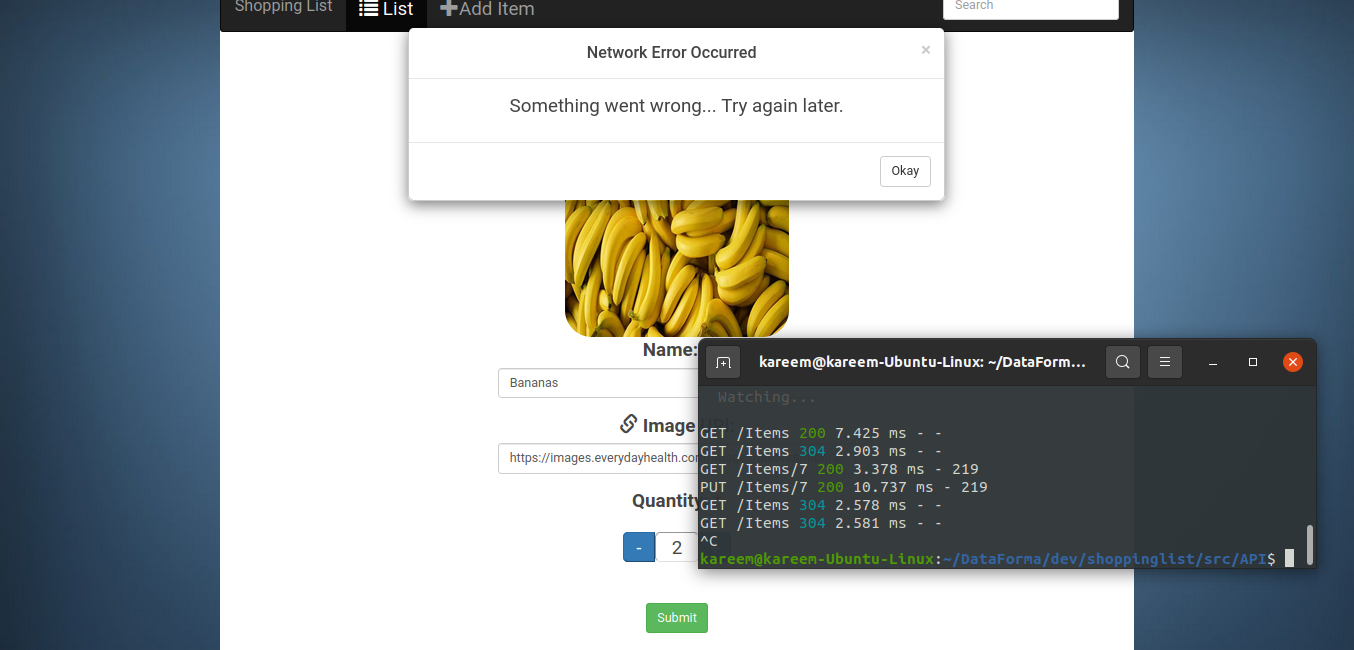 Shopping List List Add Item Search
Network Error Occurred ×
Something went wrong... Try again later.
Okay
Name:
Bananas
Image
https://images.everydayhealth.cor
Quantity
- 2
Submit
kareem@kareem-Ubuntu-Linux: ~/DataForm...
Watching...
GET /Items 200 7.425 ms - -
GET /Items 304 2.903 ms - -
GET /Items/7 200 3.378 ms - 219
PUT /Items/7 200 10.737 ms - 219
GET /Items 304 2.578 ms - -
GET /Items 304 2.581 ms - -
^C
kareem@kareem-Ubuntu-Linux:~/DataForma/dev/shoppinglist/src/API$